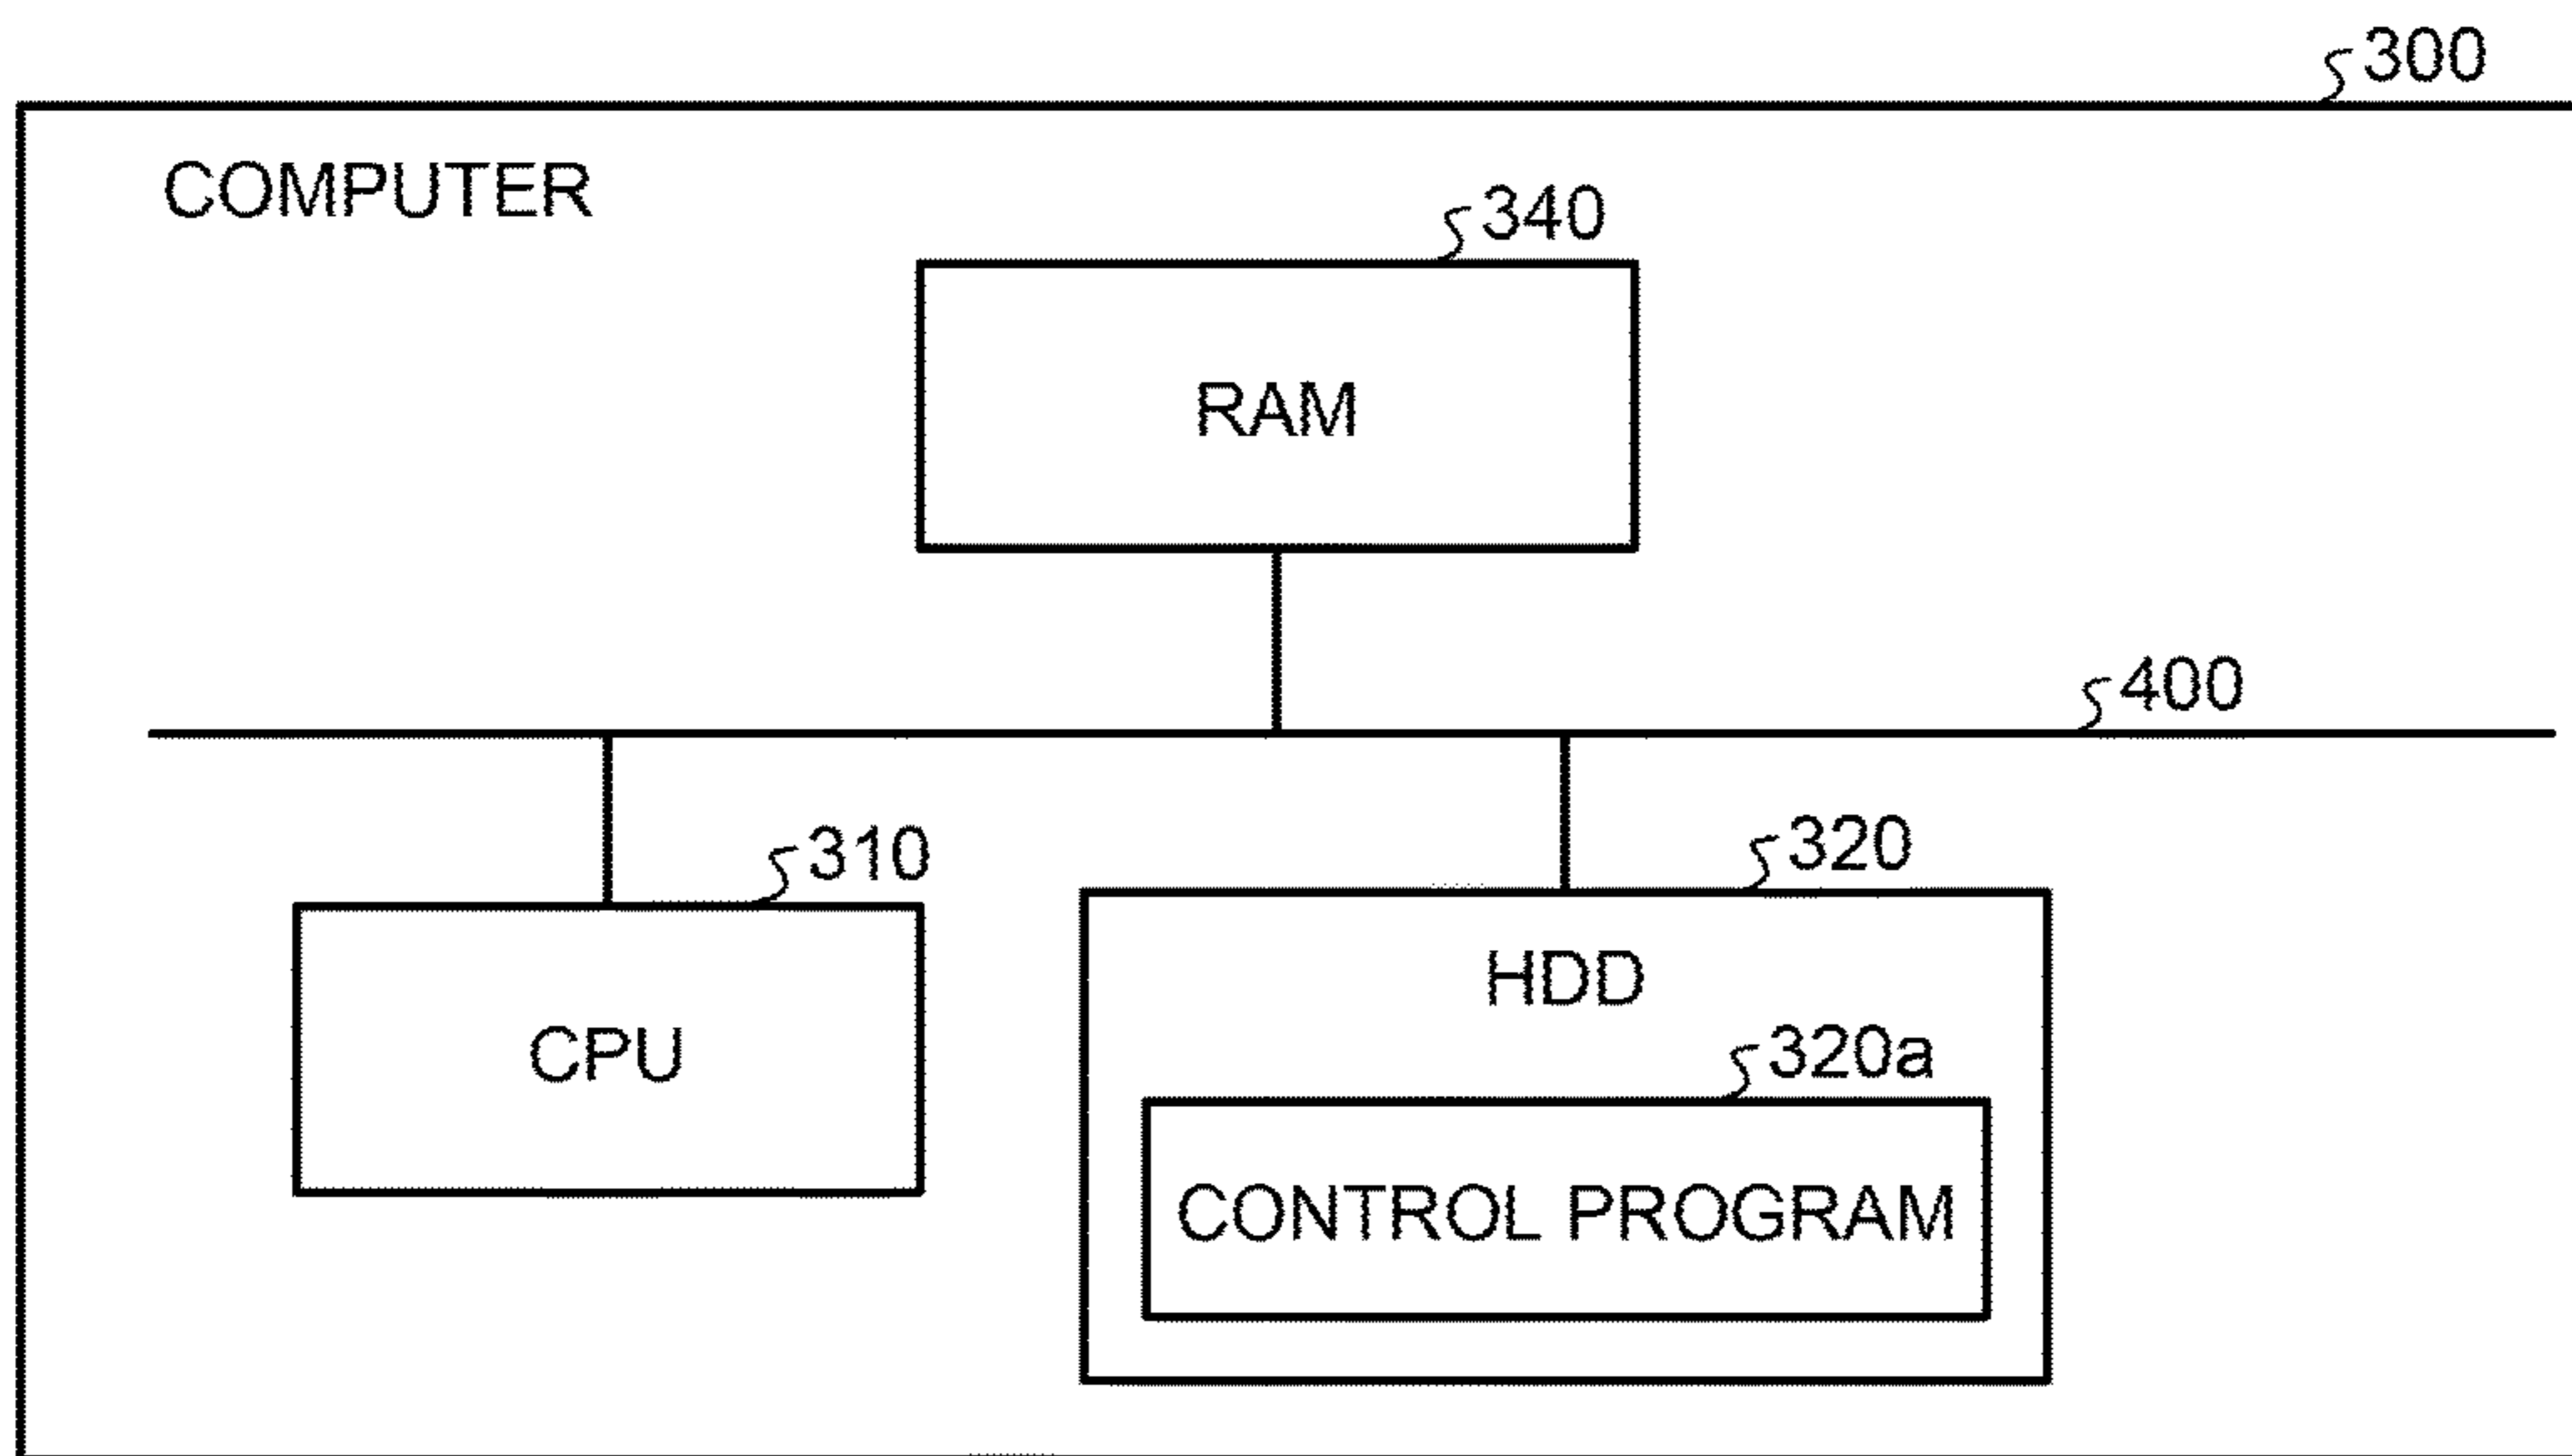 300
COMPUTER
340
RAM
400
310
CPU
320
HDD
320a
CONTROL PROGRAM